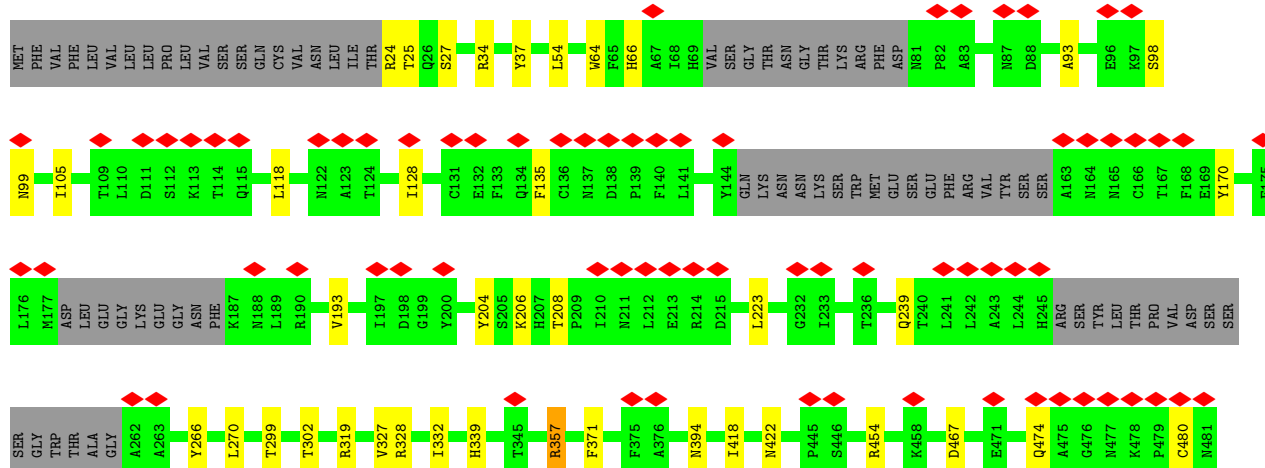 MET PHE VAL PHE LEU VAL LEU LEU PRO LEU VAL SER SER GLN CYS VAL ASN LEU ILE THR R24 T25 Q26 S27 R34 Y37 L54 W64 F65 H66 A67 I68 H69 VAL SER GLY THR ASN GLY THR LYS ARG PHE ASP N81 P82 A83 N87 D88 A93 E96 K97 S98
N99 I105 T109 L110 D111 S112 K113 T114 Q115 L118 N122 A123 T124 I128 C131 E132 F133 Q134 F135 C136 N137 D138 P139 F140 L141 Y144 GLN LYS ASN ASN LYS SER TRP MET GLU SER GLU PHE ARG VAL TYR SER SER A163 N164 N165 C166 T167 F168 E169 Y170
L176 M177 ASP LEU GLU GLY LYS GLU GLY ASN PHE K187 N188 L189 R190 V193 I197 D198 G199 Y200 Y204 S205 K206 H207 T208 P209 I210 N211 L212 E213 R214 D215 L223 G232 I233 T236 Q239 T240 L241 L242 A243 L244 H245 ARG SER TYR LEU THR PRO VAL ASP SER SER
SER GLY TRP THR ALA GLY A262 A263 Y266 L270 T299 T302 R319 V327 R328 I332 H339 T345 R357 F371 F375 A376 N394 I418 N422 P445 S446 R454 K458 D467 E471 Q474 A475 G476 N477 K478 P479 C480 N481